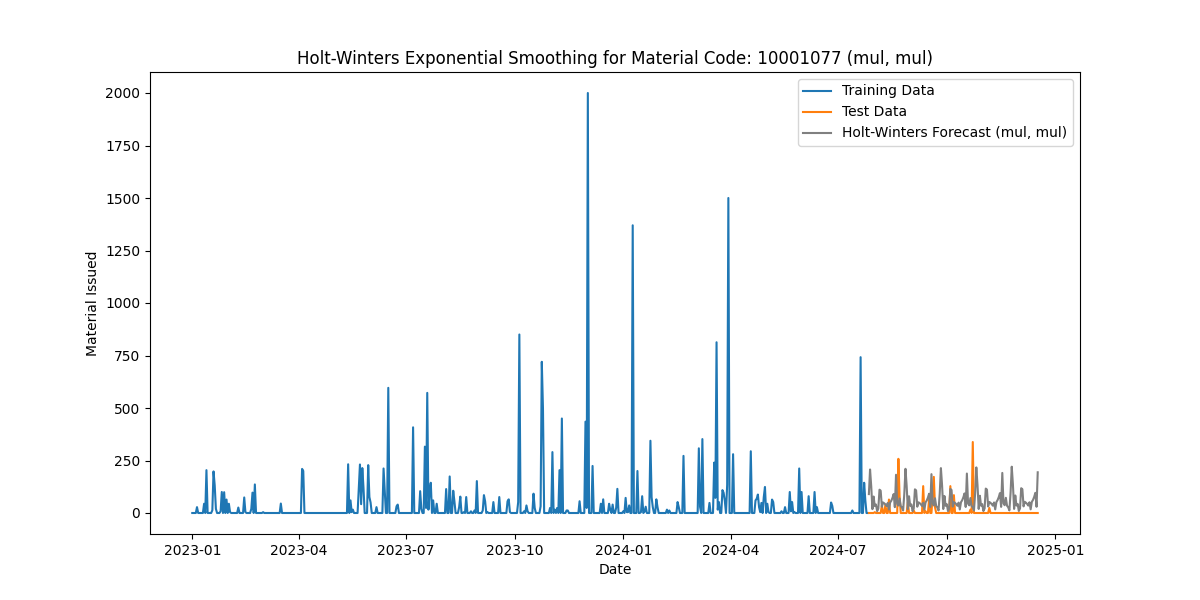 Holt-Winters Exponential Smoothing for Material Code: 10001077 (mul, mul)
Training Data
Test Data
Holt-Winters Forecast (mul, mul)
Material Issued
2000
1750
1500
1250
1000
750
500
250
0
2023-01 2023-04 2023-07 2023-10 2024-01 2024-04 2024-07 2024-10 2025-01
Date